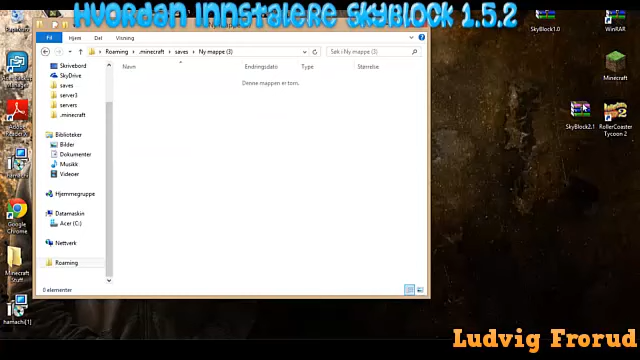 Hvordan innstalere skyblock 1.5.2
Fil Hjem Del Visning
Roaming .minecraft saves Ny mappe (3)
Søk i Ny mappe (3)
Navn Endringsdato Type Størrelse
Denne mappen er tom.
Skrivebord
SkyDrive
saves
server3
servers
.minecraft
Biblioteker
Bilder
Dokumenter
Musikk
Videoer
Hjemmegruppe
Datamaskin
Acer (C:)
Nettverk
Roaming
0 elementer
Google
Chrome
Minecraft
Stuff
hamachi[1]
SkyBlock1.0
WinRAR
Minecraft
SkyBlock2.1
RollerCoaster
Tycoon 2
Ludvig Frorud